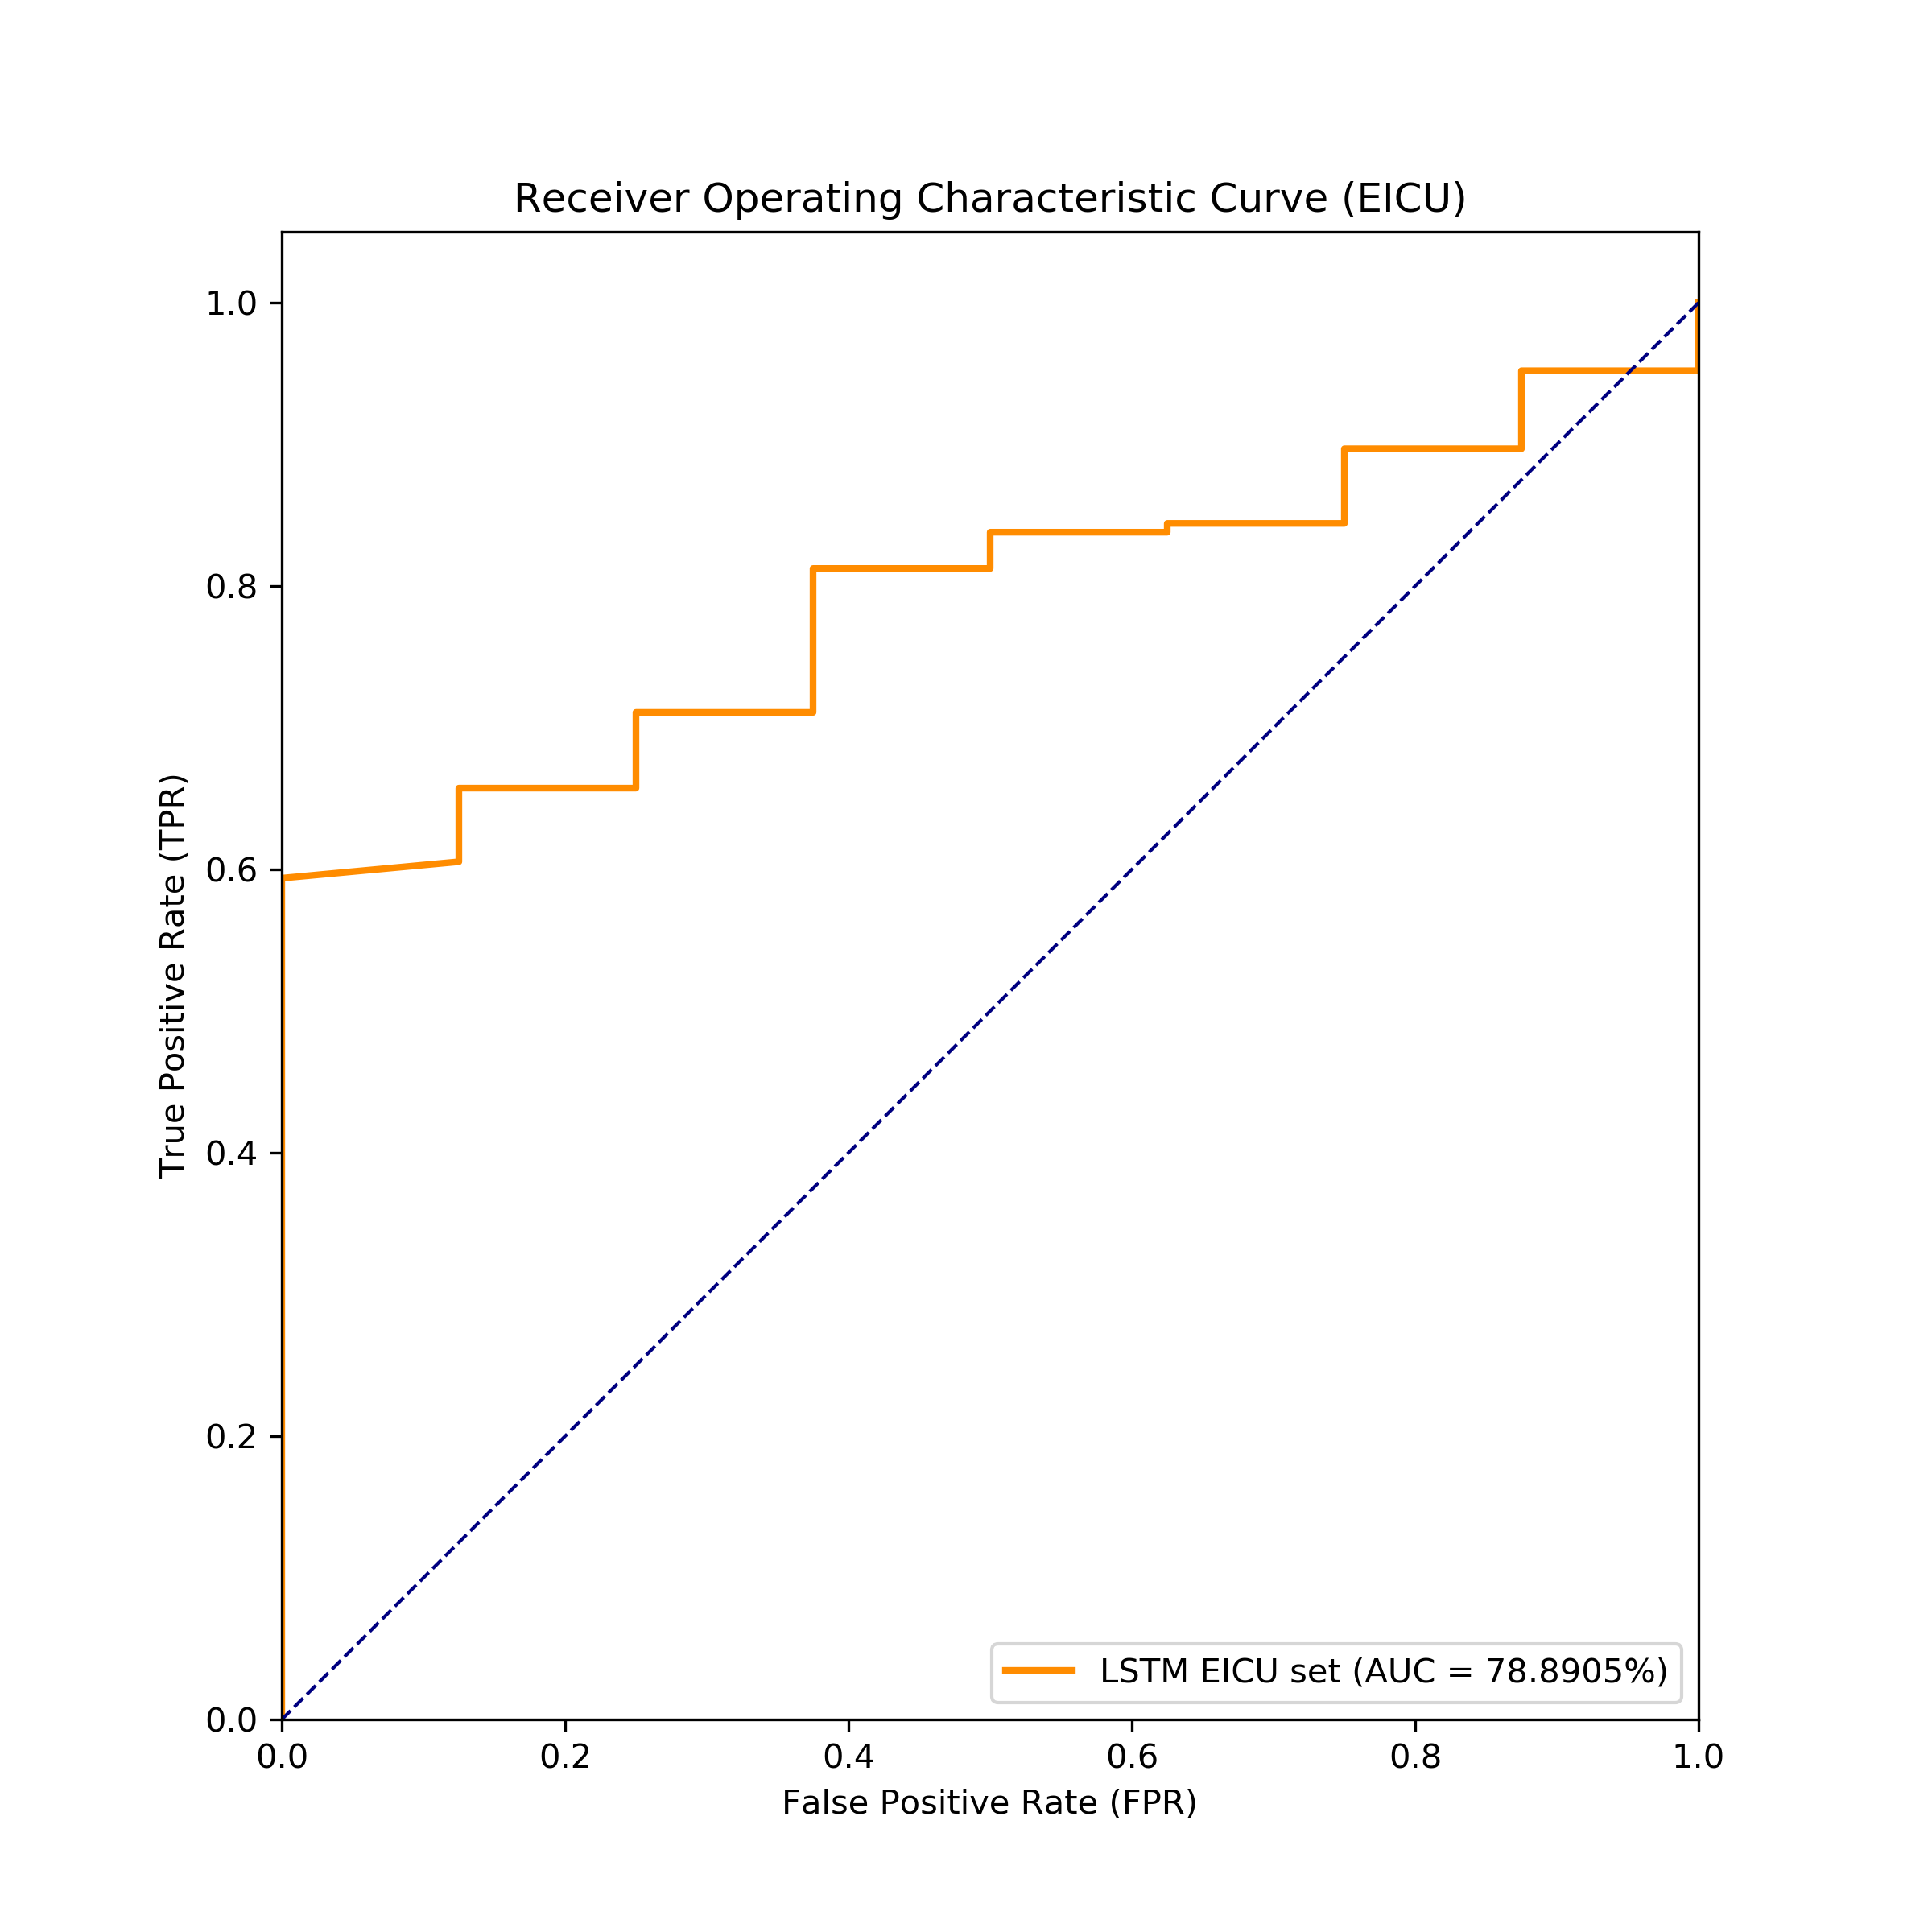 Receiver Operating Characteristic Curve (EICU)
1.0
0.8
0.6
0.4
0.2
0.0
True Positive Rate (TPR)
LSTM EICU set (AUC = 78.8905%)
0.0 0.2 0.4 0.6 0.8 1.0
False Positive Rate (FPR)